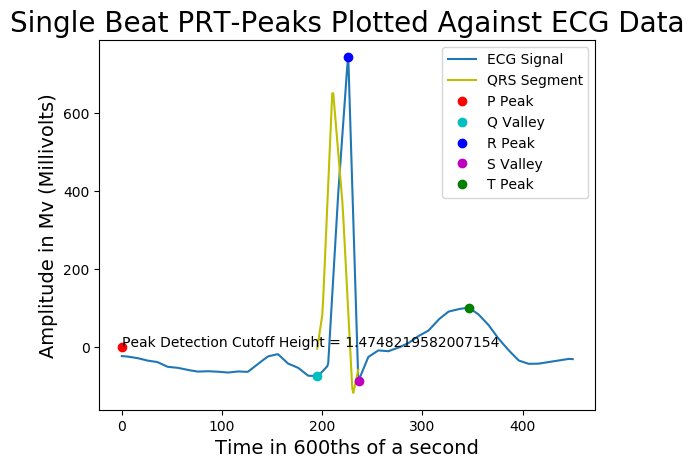 Single Beat PRT-Peaks Plotted Against ECG Data
ECG Signal
QRS Segment
P Peak
Q Valley
R Peak
S Valley
T Peak
Amplitude in Mv (Millivolts)
600
400
200
0
Peak Detection Cutoff Height = 1.4748219582007154
0 100 200 300 400
Time in 600ths of a second